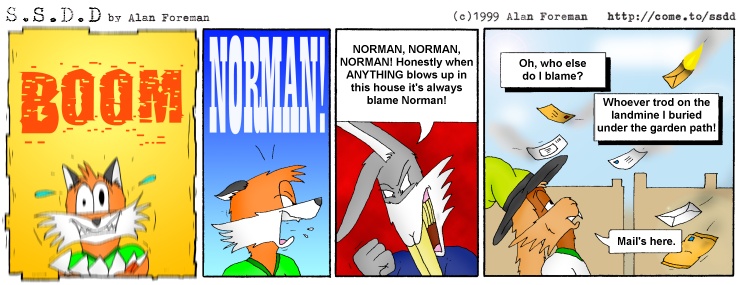 S.S.D.D by Alan Foreman (c)1999 Alan Foreman http://come.to/ssdd
BOOM
NORMAN!
NORMAN, NORMAN,
NORMAN! Honestly when
ANYTHING blows up in
this house it's always
blame Norman!
Oh, who else
do I blame?
Whoever trod on the
landmine I buried
under the garden path!
Mail's here.